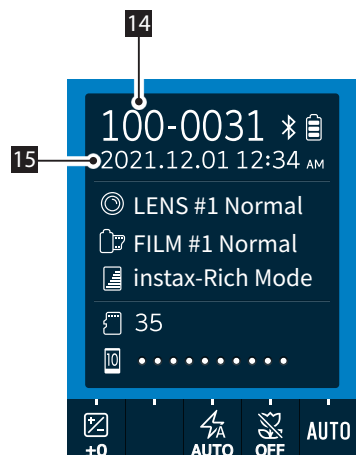 14
100-0031
15
2021.12.01 12:34 AM
LENS #1 Normal
FILM #1 Normal
instax-Rich Mode
35
10
±0 A AUTO OFF AUTO